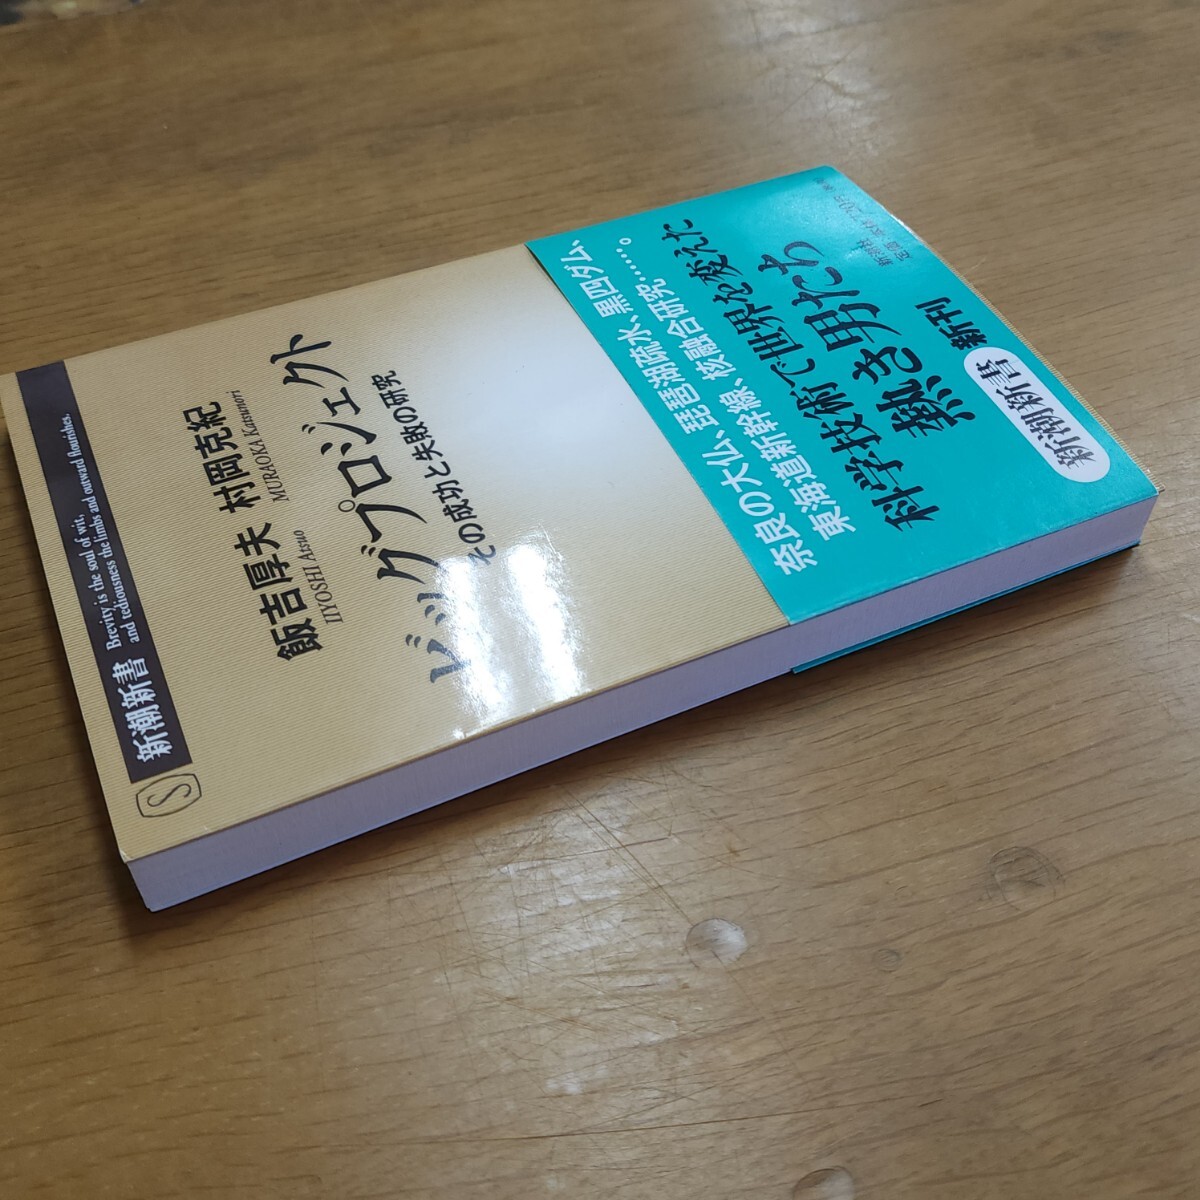 新潮新書
Brevity is the soul of wit,
and tediousness the limbs and outward flourishes.
飯吉厚夫 村岡克紀
IIYOSHI Atsuo MURAOKA Katsunori
ビッグプロジェクト
その成功と失敗の研究
奈良の大仏、琵琶湖疏水、黒四ダム、
東海道新幹線、核融合研究……。
科学技術で世界を変えた
熱き男たち
新潮新書
新刊
新潮社
S